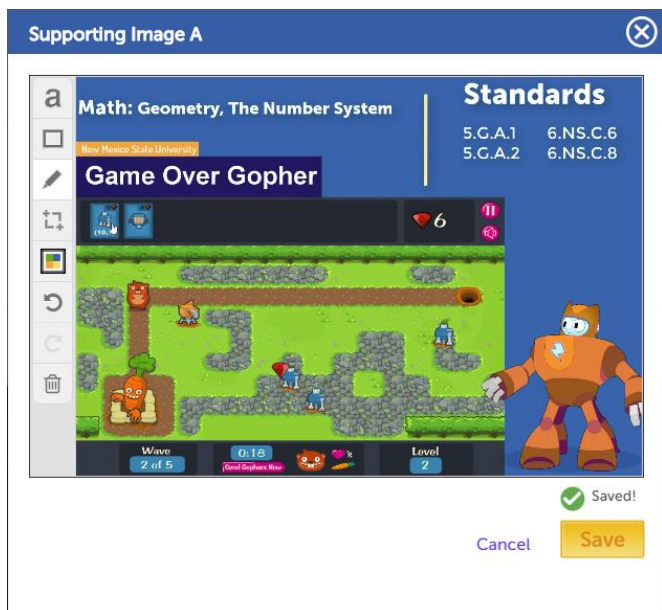 Supporting Image A
a
Math: Geometry, The Number System
Standards
5.G.A.1 6.NS.C.6
5.G.A.2 6.NS.C.8
New Mexico State University
Game Over Gopher
6
Wave
2 of 5
0:18
Send Gophers Now
Level
2
Saved!
Cancel
Save